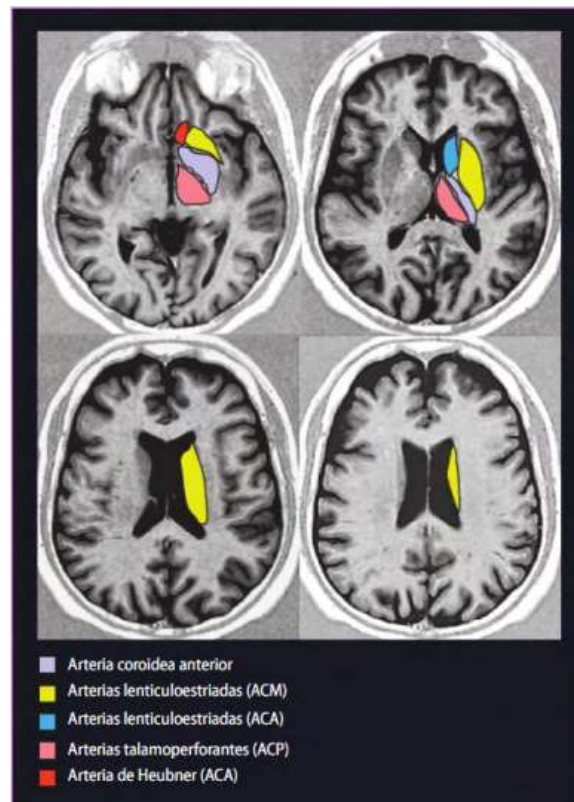 Arteria coroidea anterior
Arterias lenticuloestriadas (ACM)
Arterias lenticuloestriadas (ACA)
Arterias talamoperforantes (ACP)
Arteria de Heubner (ACA)